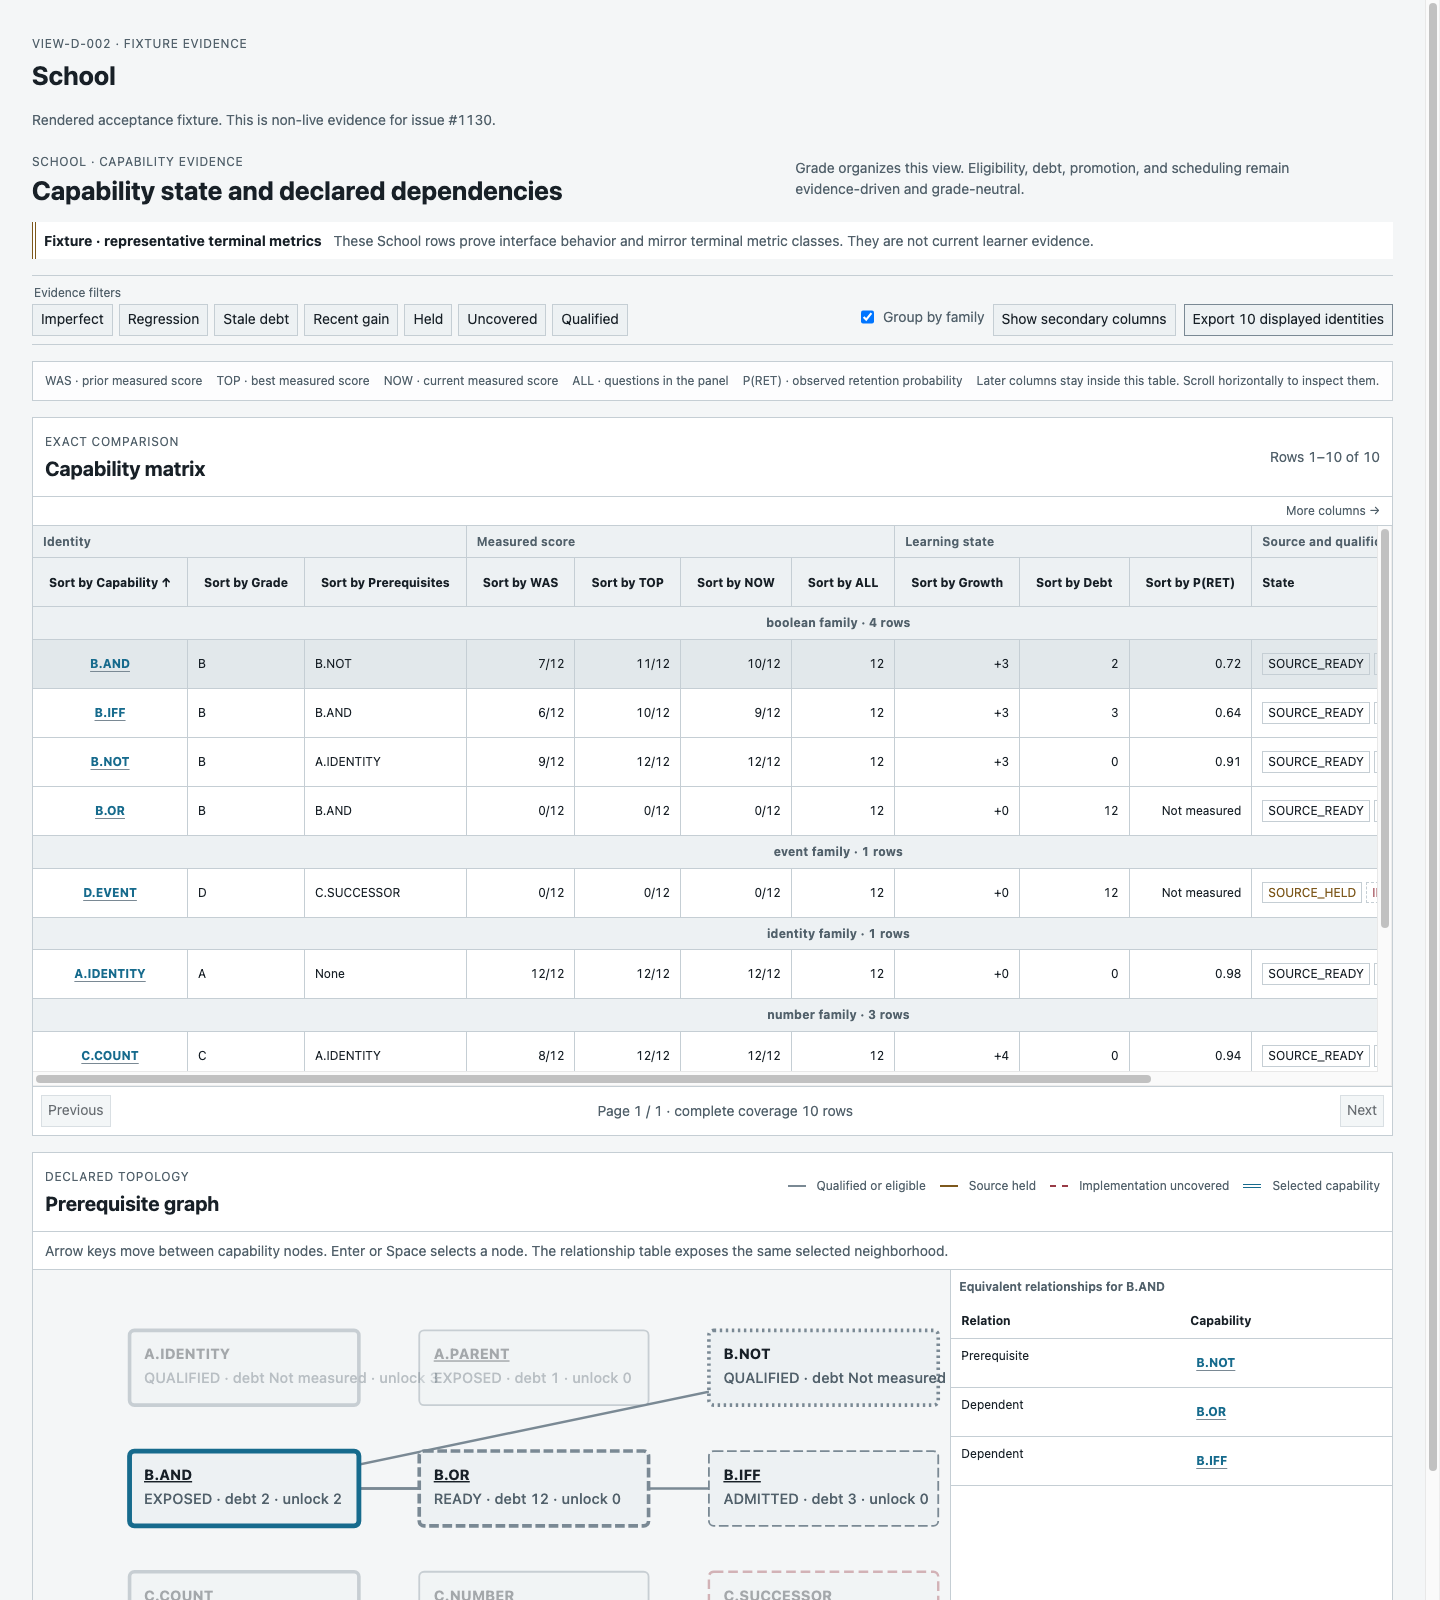 VIEW-D-002 · FIXTURE EVIDENCE
School
Rendered acceptance fixture. This is non-live evidence for issue #1130.
SCHOOL · CAPABILITY EVIDENCE
Capability state and declared dependencies
Grade organizes this view. Eligibility, debt, promotion, and scheduling remain
evidence-driven and grade-neutral.
Fixture · representative terminal metrics These School rows prove interface behavior and mirror terminal metric classes. They are not current learner evidence.
Evidence filters
Imperfect Regression Stale debt Recent gain Held Uncovered Qualified Group by family Show secondary columns Export 10 displayed identities
WAS · prior measured score TOP · best measured score NOW · current measured score ALL · questions in the panel P(RET) · observed retention probability Later columns stay inside this table. Scroll horizontally to inspect them.
EXACT COMPARISON
Capability matrix
Rows 1–10 of 10
More columns →
Identity Measured score Learning state Source and qualific
Sort by Capability ↑ Sort by Grade Sort by Prerequisites Sort by WAS Sort by TOP Sort by NOW Sort by ALL Sort by Growth Sort by Debt Sort by P(RET) State
boolean family · 4 rows
B.AND B B.NOT 7/12 11/12 10/12 12 +3 2 0.72 SOURCE_READY
B.IFF B B.AND 6/12 10/12 9/12 12 +3 3 0.64 SOURCE_READY
B.NOT B A.IDENTITY 9/12 12/12 12/12 12 +3 0 0.91 SOURCE_READY
B.OR B B.AND 0/12 0/12 0/12 12 +0 12 Not measured SOURCE_READY
event family · 1 rows
D.EVENT D C.SUCCESSOR 0/12 0/12 0/12 12 +0 12 Not measured SOURCE_HELD
identity family · 1 rows
A.IDENTITY A None 12/12 12/12 12/12 12 +0 0 0.98 SOURCE_READY
number family · 3 rows
C.COUNT C A.IDENTITY 8/12 12/12 12/12 12 +4 0 0.94 SOURCE_READY
Previous Page 1 / 1 · complete coverage 10 rows Next
DECLARED TOPOLOGY
Prerequisite graph
Qualified or eligible Source held Implementation uncovered Selected capability
Arrow keys move between capability nodes. Enter or Space selects a node. The relationship table exposes the same selected neighborhood.
A.IDENTITY
QUALIFIED · debt Not measured · unlock 3
A.PARENT
EXPOSED · debt 1 · unlock 0
B.NOT
QUALIFIED · debt Not measured
B.AND
EXPOSED · debt 2 · unlock 2
B.OR
READY · debt 12 · unlock 0
B.IFF
ADMITTED · debt 3 · unlock 0
C.COUNT
C.NUMBER
C.SUCCESSOR
Equivalent relationships for B.AND
Relation Capability
Prerequisite B.NOT
Dependent B.OR
Dependent B.IFF